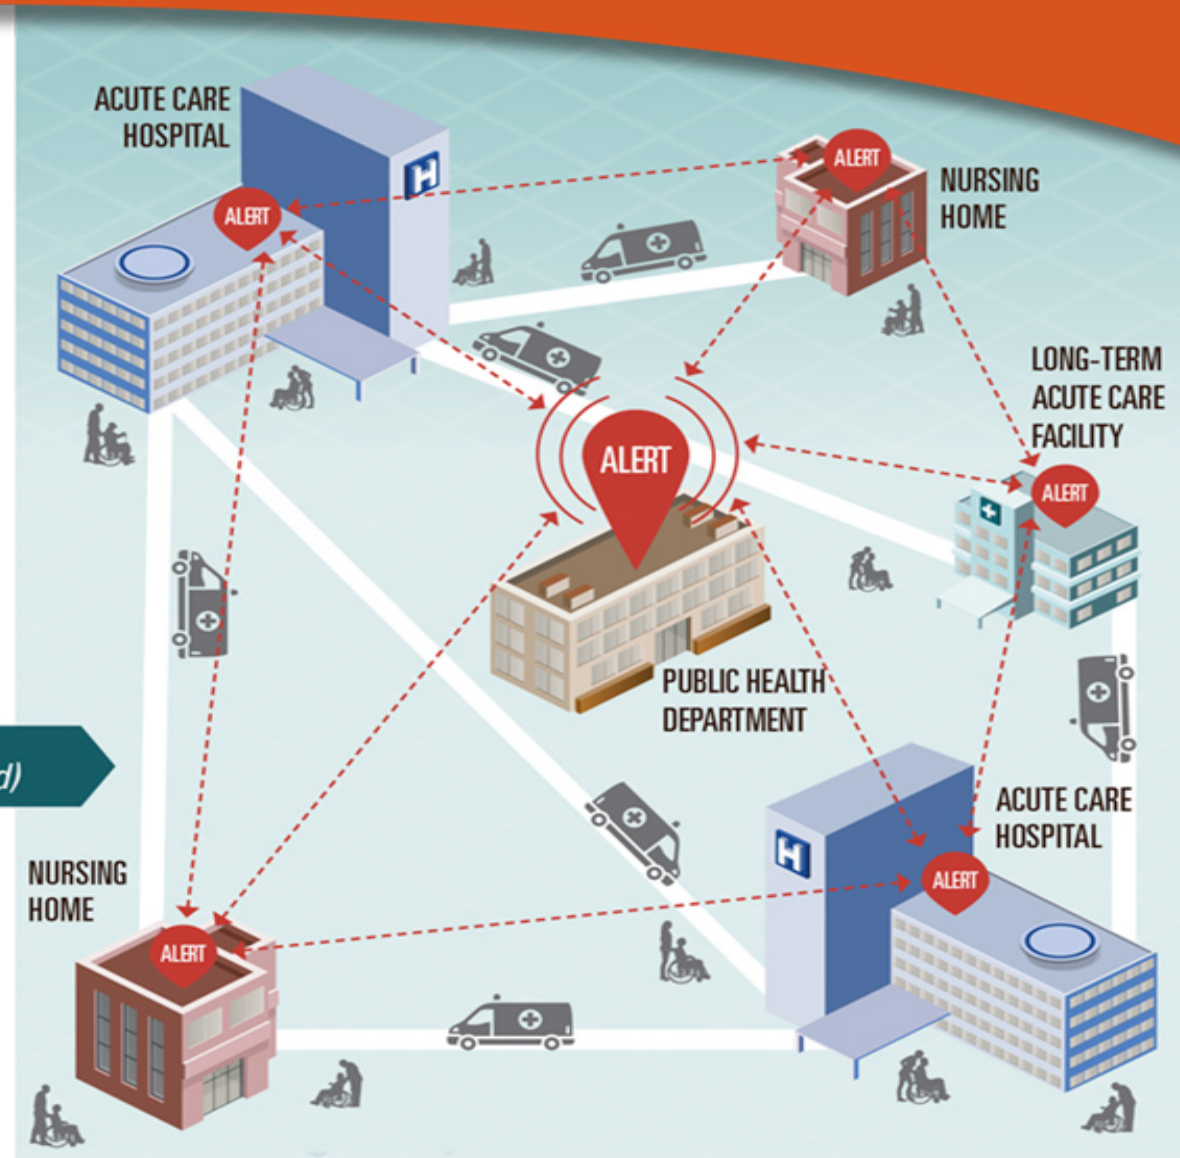 ACUTE CARE
HOSPITAL
H
ALERT
ALERT
NURSING
HOME
LONG-TERM
ACUTE CARE
FACILITY
ALERT
ALERT
PUBLIC HEALTH
DEPARTMENT
d)
ACUTE CARE
HOSPITAL
H
ALERT
NURSING
HOME
ALERT